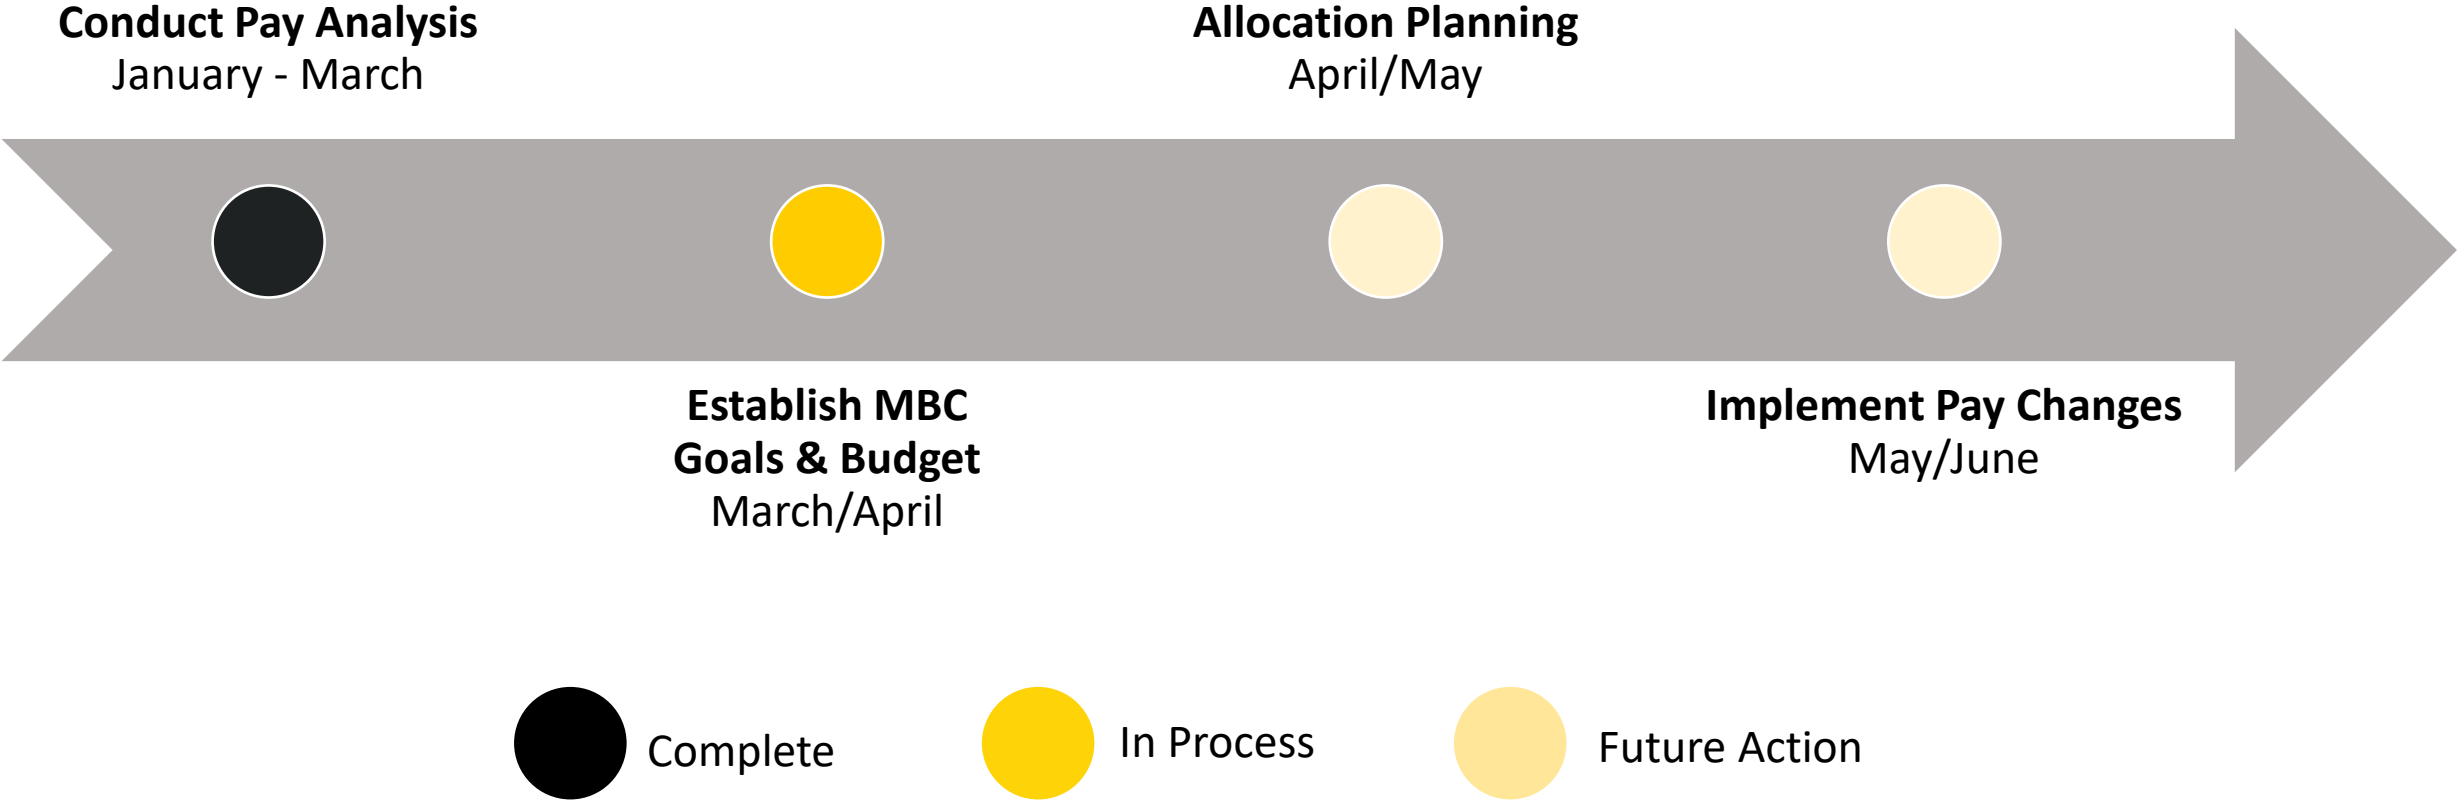 Conduct Pay Analysis
January - March
Allocation Planning
April/May
Establish MBC
Goals & Budget
March/April
Implement Pay Changes
May/June
Complete
In Process
Future Action